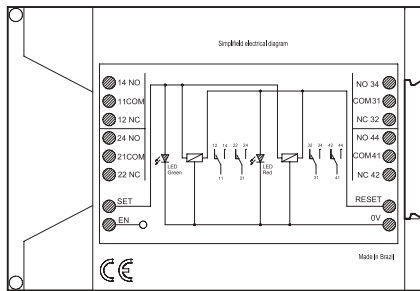 Simplifield electrical diagram
14 NO
11COM
12 NC
24 NO
21COM
22 NC
SET
EN
NO 34
COM31
NC 32
NO 44
COM41
NC 42
RESET
0V
12 14 22 24
32 34 42 44
11 21
31 41
LED
Green
LED
Red
Made in Brazil
CE